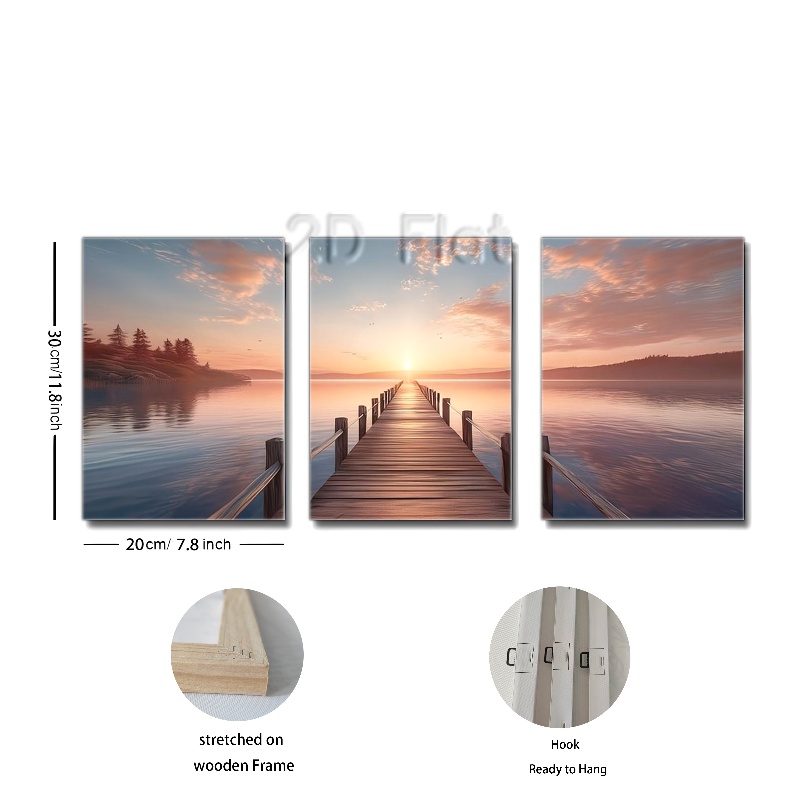 2D Flat
30cm/11.8inch
20cm/ 7.8 inch
stretched on
wooden Frame
Hook
Ready to Hang